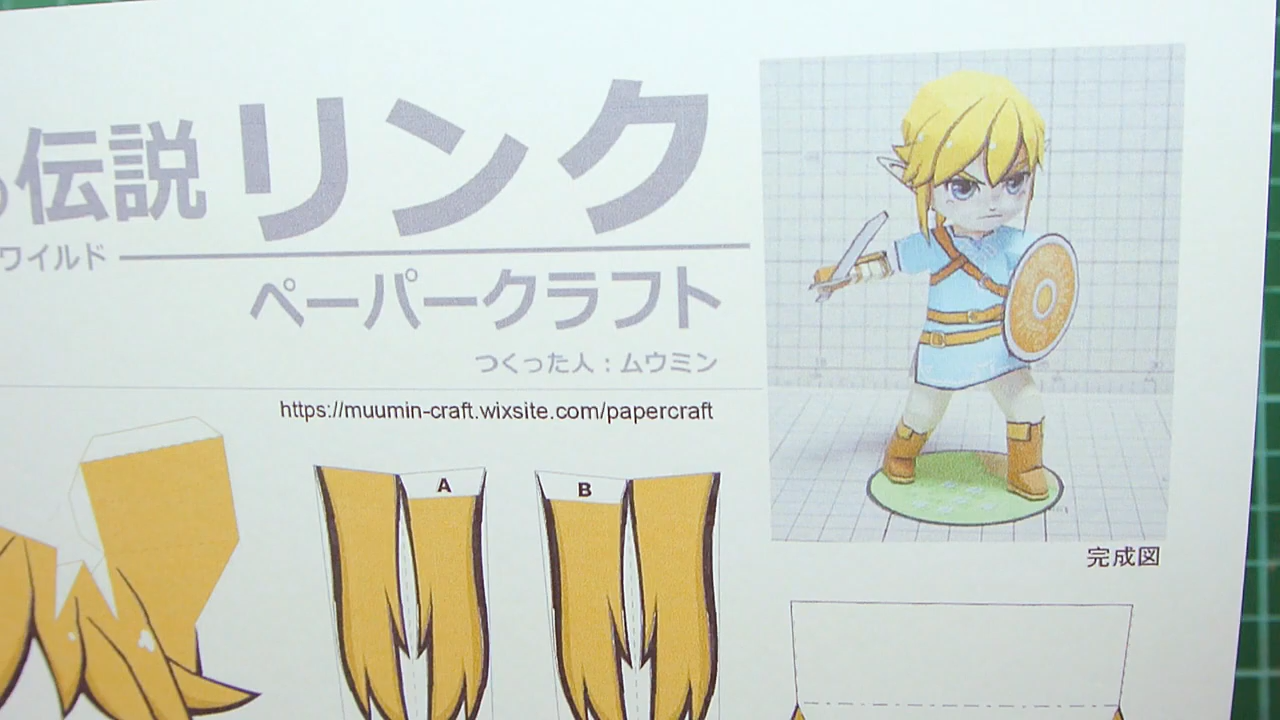 伝説 リンク
ワイルド
ペーパークラフト
つくった人：ムウミン
https://muumin-craft.wixsite.com/papercraft
A
B
完成図